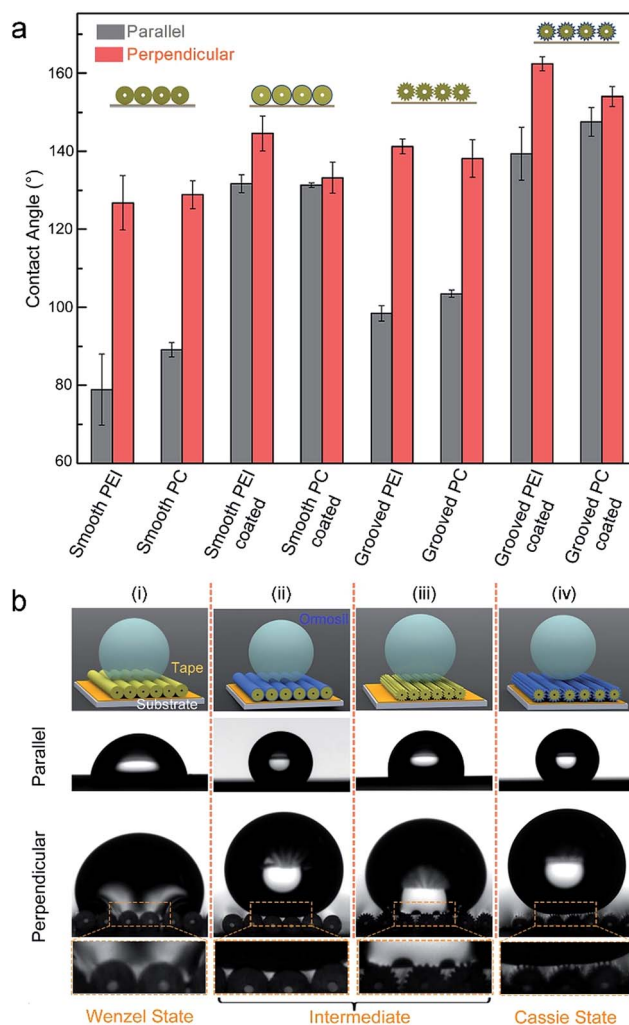 a
Parallel
Perpendicular
160
140
120
100
80
60
Contact Angle (°)
Smooth PEI
Smooth PC
Smooth PEI
coated
Smooth PC
coated
Grooved PEI
Grooved PC
Grooved PEI
coated
Grooved PC
coated
b
(i)
(ii)
(iii)
(iv)
Ormosil
Tape
Substrate
Parallel
Perpendicular
Wenzel State
Intermediate
Cassie State